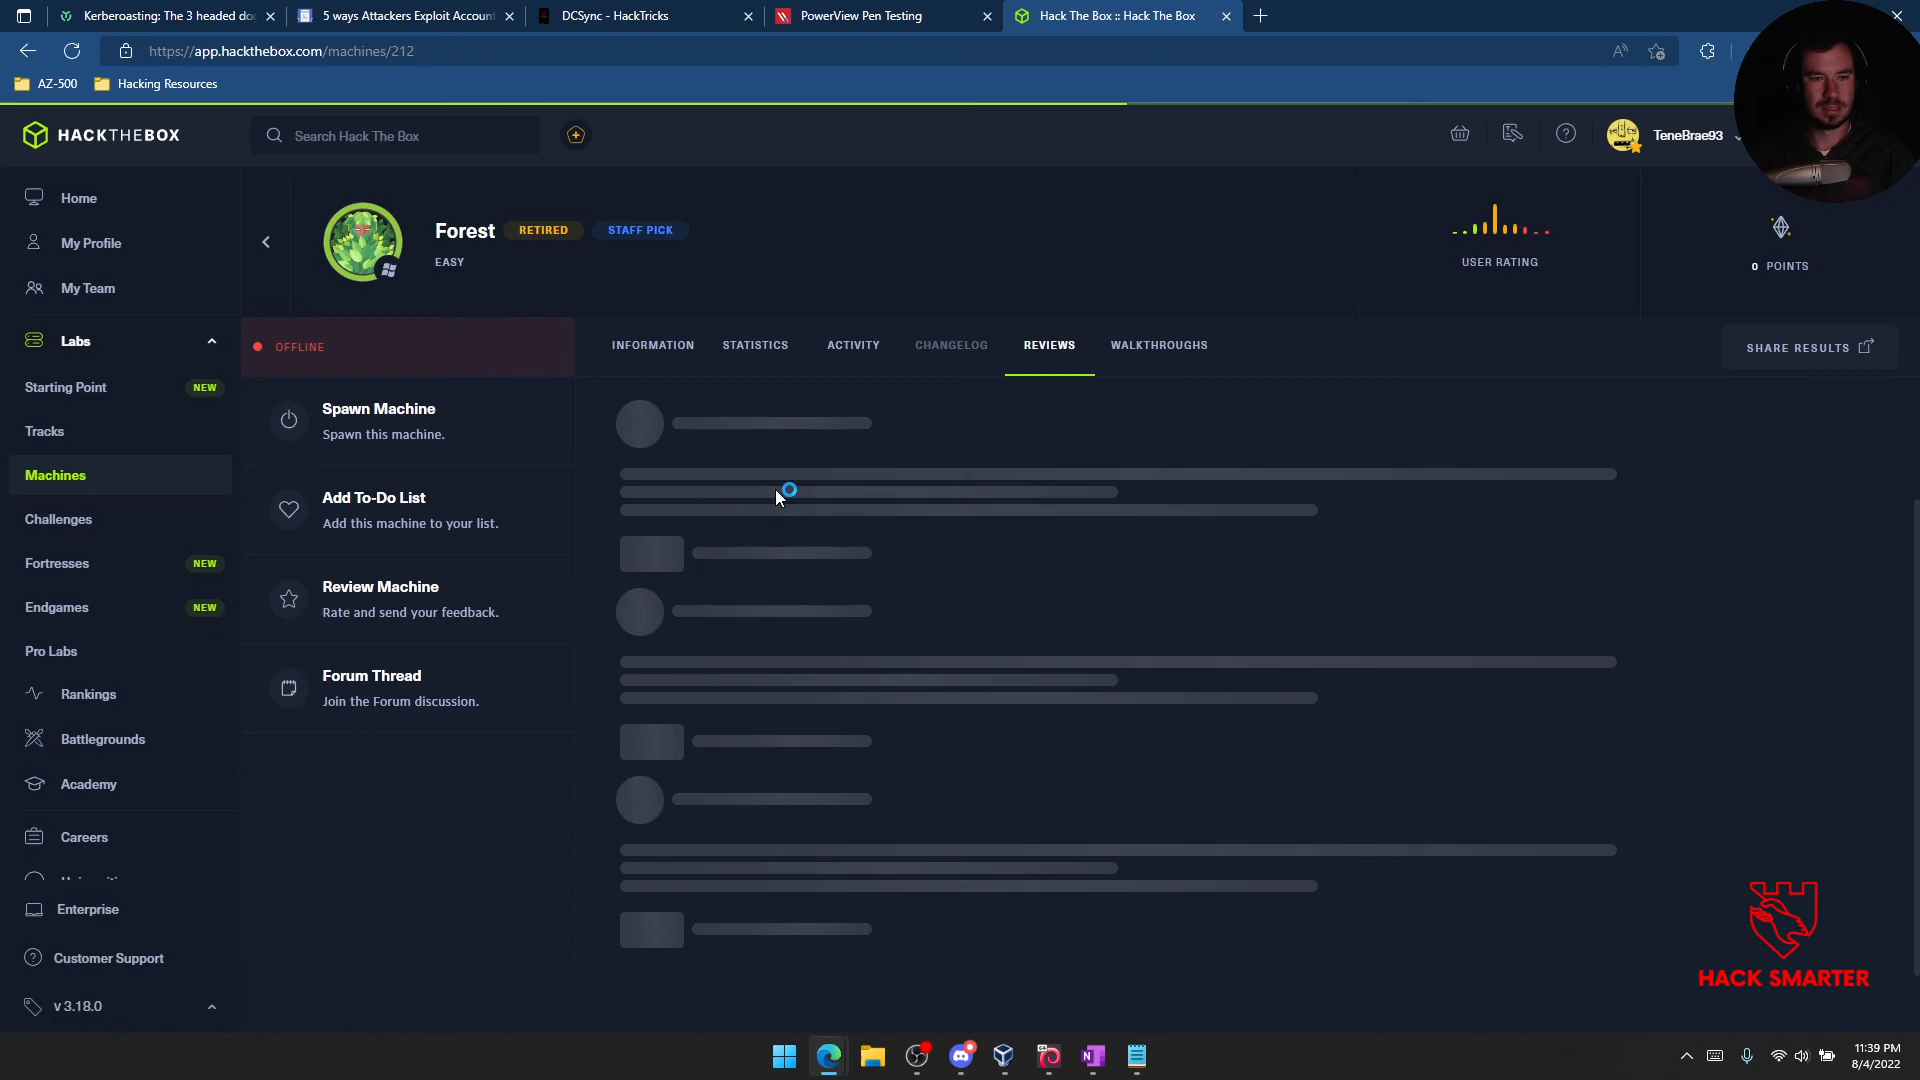 Kerberoasting: The 3 headed dog
5 ways Attackers Exploit Account
DCSync - HackTricks
PowerView Pen Testing
Hack The Box :: Hack The Box
https://app.hackthebox.com/machines/212
AZ-500
Hacking Resources
HACKTHEBOX
Search Hack The Box
TeneBrae93
Home
My Profile
My Team
Labs
Starting Point NEW
Tracks
Machines
Challenges
Fortresses NEW
Endgames NEW
Pro Labs
Rankings
Battlegrounds
Academy
Careers
Enterprise
Customer Support
v 3.18.0
Forest RETIRED STAFF PICK
EASY
USER RATING
0 POINTS
OFFLINE
INFORMATION STATISTICS ACTIVITY CHANGELOG REVIEWS WALKTHROUGHS
SHARE RESULTS
Spawn Machine
Spawn this machine.
Add To-Do List
Add this machine to your list.
Review Machine
Rate and send your feedback.
Forum Thread
Join the Forum discussion.
HACK SMARTER
11:39 PM
8/4/2022